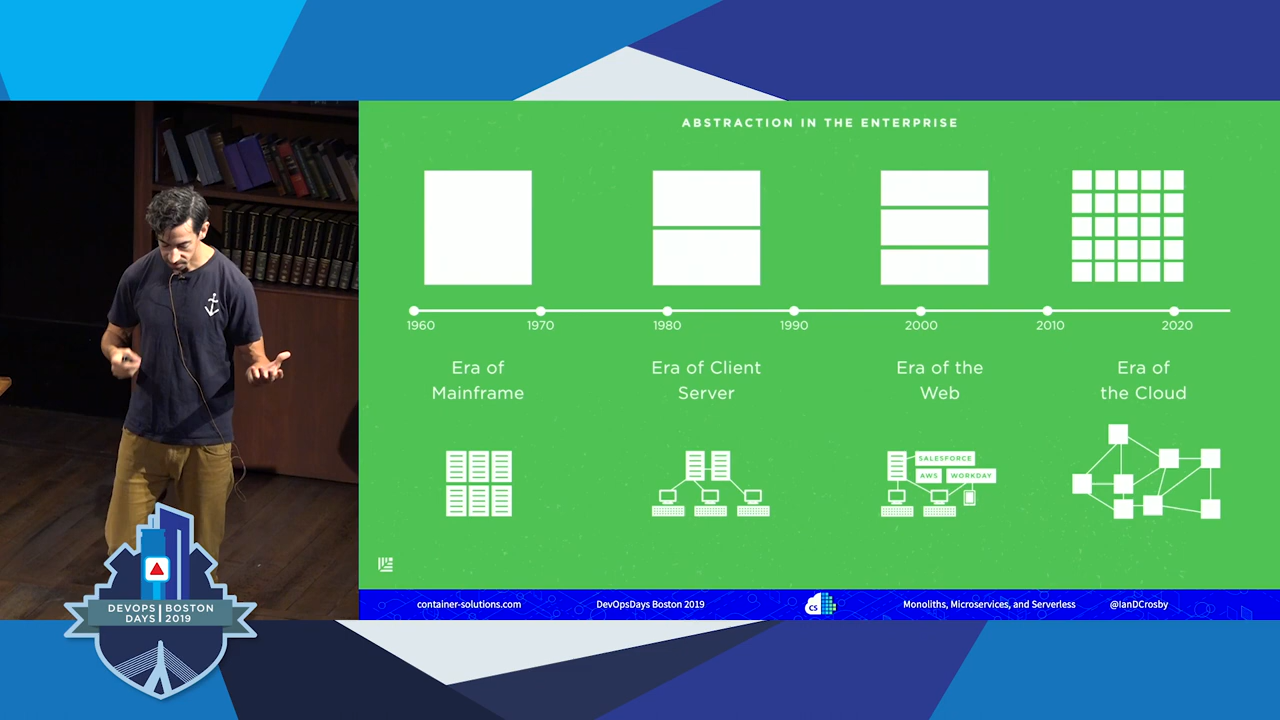 ABSTRACTION IN THE ENTERPRISE
1960 1970 1980 1990 2000 2010 2020
Era of
Mainframe
Era of Client
Server
Era of the
Web
Era of
the Cloud
SALESFORCE
AWS WORKDAY
container-solutions.com DevOpsDays Boston 2019 CS Monoliths, Microservices, and Serverless @IanDCrosby
DEVOPS BOSTON
DAYS 2019